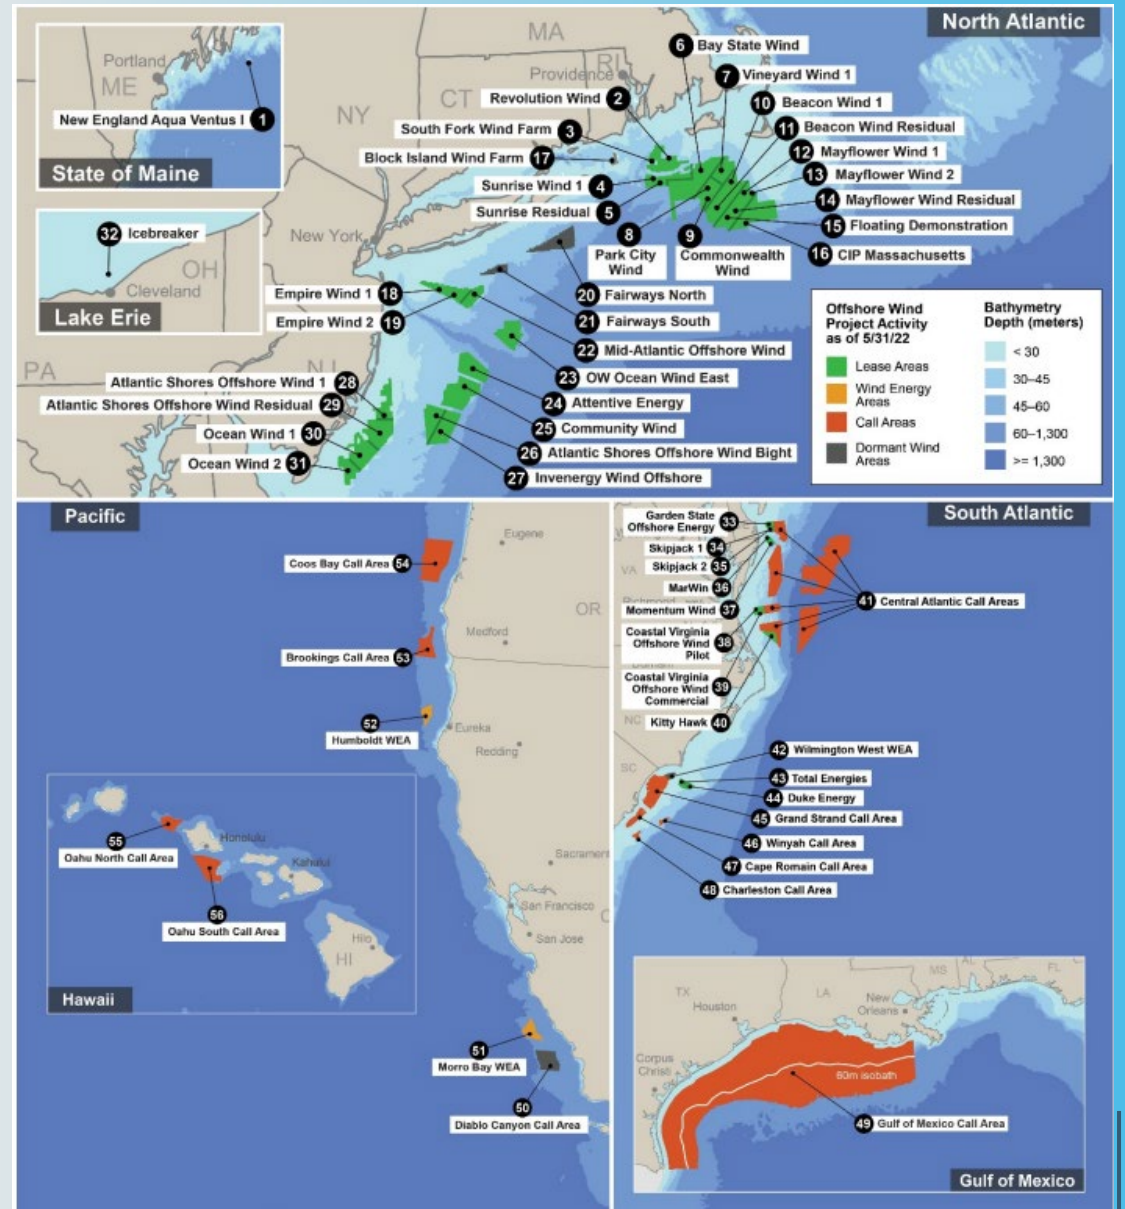 North Atlantic
MA
6 Bay State Wind
Portland
ME
RI
Providence
7 Vineyard Wind 1
CT
Revolution Wind 2
10 Beacon Wind 1
New England Aqua Ventus I 1
NY
South Fork Wind Farm 3
11 Beacon Wind Residual
Block Island Wind Farm 17
12 Mayflower Wind 1
State of Maine
13 Mayflower Wind 2
Sunrise Wind 1 4
14 Mayflower Wind Residual
Sunrise Residual 5
15 Floating Demonstration
8
Park City
Wind
9
Commonwealth
Wind
16 CIP Massachusetts
32 Icebreaker
OH
Cleveland
Lake Erie
New York
Empire Wind 1 18
20 Fairways North
Empire Wind 2 19
21 Fairways South
22 Mid-Atlantic Offshore Wind
PA
NJ
23 OW Ocean Wind East
Atlantic Shores Offshore Wind 1 28
24 Attentive Energy
Atlantic Shores Offshore Wind Residual 29
25 Community Wind
Ocean Wind 1 30
26 Atlantic Shores Offshore Wind Bight
Ocean Wind 2 31
27 Invenergy Wind Offshore
Offshore Wind
Project Activity
as of 5/31/22
Lease Areas
Wind Energy
Areas
Call Areas
Dormant Wind
Areas
Bathymetry
Depth (meters)
< 30
30–45
45–60
60–1,300
>= 1,300
Pacific
Eugene
Coos Bay Call Area 54
OR
Medford
Brookings Call Area 53
52
Humboldt WEA
Eureka
Redding
55
Oahu North Call Area
Honolulu
Kahului
56
Oahu South Call Area
Hilo
HI
Hawaii
San Francisco
San Jose
51
Morro Bay WEA
50
Diablo Canyon Call Area
South Atlantic
Garden State
Offshore Energy 33
Skipjack 1 34
VA
Skipjack 2 35
MarWin 36
Momentum Wind 37
41 Central Atlantic Call Areas
Coastal Virginia
Offshore Wind
Pilot
38
Coastal Virginia
Offshore Wind
Commercial
39
NC
Kitty Hawk 40
42 Wilmington West WEA
SC
43 Total Energies
44 Duke Energy
45 Grand Strand Call Area
46 Winyah Call Area
47 Cape Romain Call Area
48 Charleston Call Area
TX
LA
MS
AL
FL
Houston
New
Orleans
Corpus
Christi
60m isobath
49 Gulf of Mexico Call Area
Gulf of Mexico